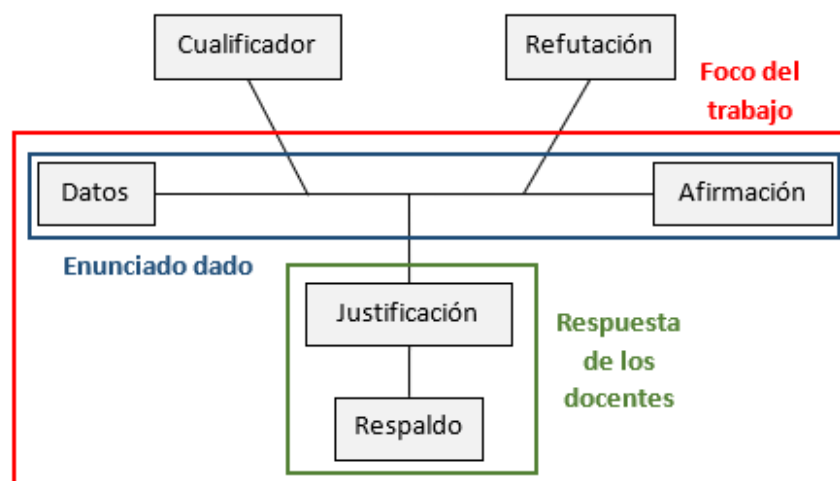 Cualificador
Refutación
Foco del
trabajo
Datos
Afirmación
Enunciado dado
Justificación
Respuesta
de los
docentes
Respaldo